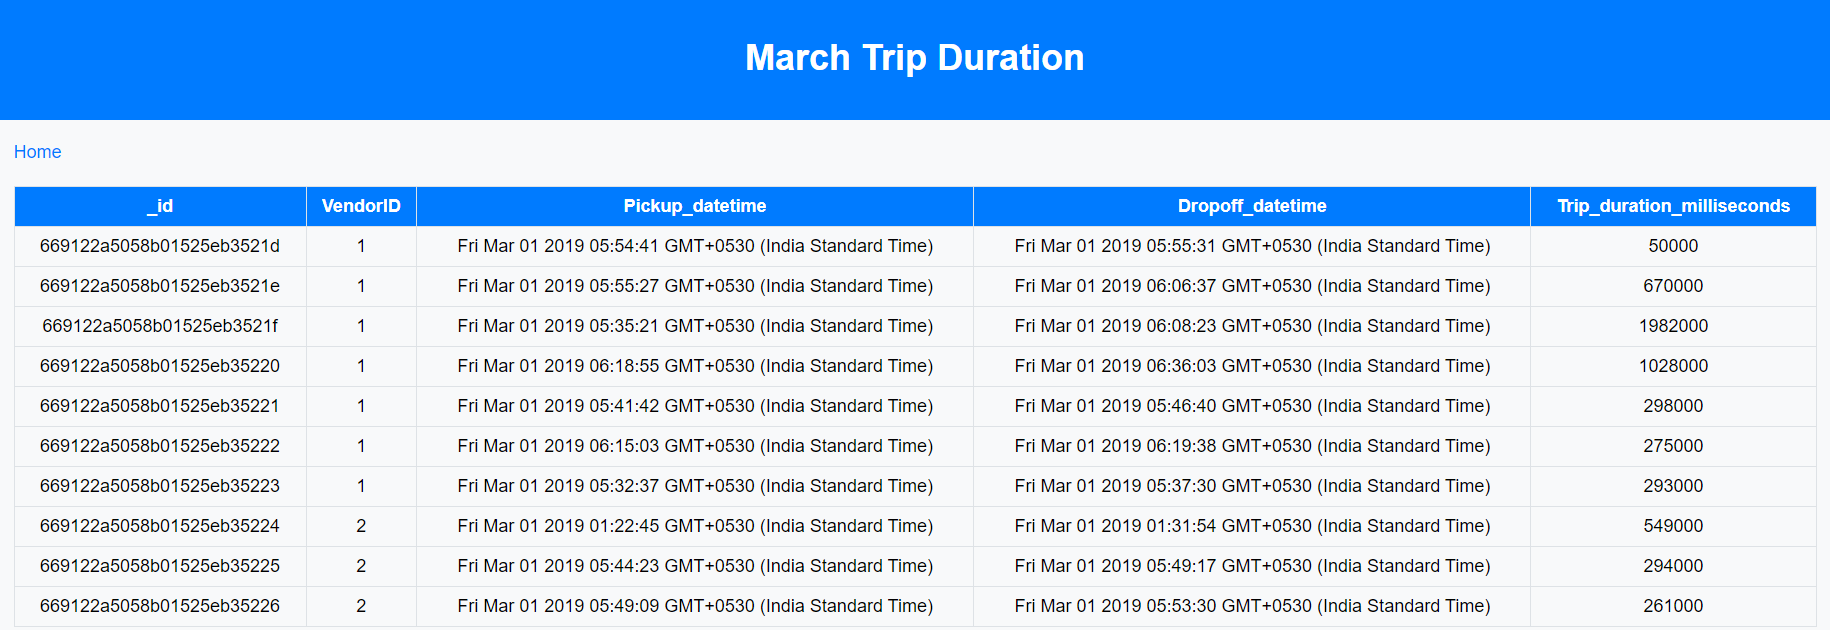 March Trip Duration
Home
_id VendorID Pickup_datetime Dropoff_datetime Trip_duration_milliseconds
669122a5058b01525eb3521d 1 Fri Mar 01 2019 05:54:41 GMT+0530 (India Standard Time) Fri Mar 01 2019 05:55:31 GMT+0530 (India Standard Time) 50000
669122a5058b01525eb3521e 1 Fri Mar 01 2019 05:55:27 GMT+0530 (India Standard Time) Fri Mar 01 2019 06:06:37 GMT+0530 (India Standard Time) 670000
669122a5058b01525eb3521f 1 Fri Mar 01 2019 05:35:21 GMT+0530 (India Standard Time) Fri Mar 01 2019 06:08:23 GMT+0530 (India Standard Time) 1982000
669122a5058b01525eb35220 1 Fri Mar 01 2019 06:18:55 GMT+0530 (India Standard Time) Fri Mar 01 2019 06:36:03 GMT+0530 (India Standard Time) 1028000
669122a5058b01525eb35221 1 Fri Mar 01 2019 05:41:42 GMT+0530 (India Standard Time) Fri Mar 01 2019 05:46:40 GMT+0530 (India Standard Time) 298000
669122a5058b01525eb35222 1 Fri Mar 01 2019 06:15:03 GMT+0530 (India Standard Time) Fri Mar 01 2019 06:19:38 GMT+0530 (India Standard Time) 275000
669122a5058b01525eb35223 1 Fri Mar 01 2019 05:32:37 GMT+0530 (India Standard Time) Fri Mar 01 2019 05:37:30 GMT+0530 (India Standard Time) 293000
669122a5058b01525eb35224 2 Fri Mar 01 2019 01:22:45 GMT+0530 (India Standard Time) Fri Mar 01 2019 01:31:54 GMT+0530 (India Standard Time) 549000
669122a5058b01525eb35225 2 Fri Mar 01 2019 05:44:23 GMT+0530 (India Standard Time) Fri Mar 01 2019 05:49:17 GMT+0530 (India Standard Time) 294000
669122a5058b01525eb35226 2 Fri Mar 01 2019 05:49:09 GMT+0530 (India Standard Time) Fri Mar 01 2019 05:53:30 GMT+0530 (India Standard Time) 261000